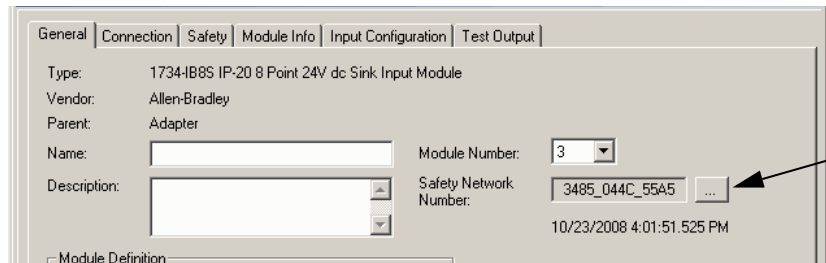 General Connection Safety Module Info Input Configuration Test Output
Type: 1734-IB8S IP-20 8 Point 24V dc Sink Input Module
Vendor: Allen-Bradley
Parent: Adapter
Name: Module Number: 3
Description: Safety Network Number: 3485_044C_55A5 ...
10/23/2008 4:01:51.525 PM
Module Definition